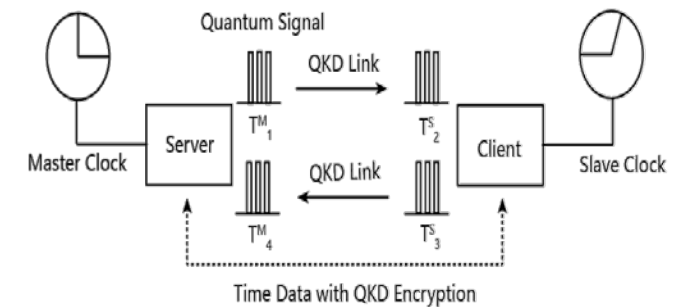 Quantum Signal
QKD Link
T^M_1
T^S_2
Server
Client
Master Clock
Slave Clock
QKD Link
T^M_4
T^S_3
Time Data with QKD Encryption